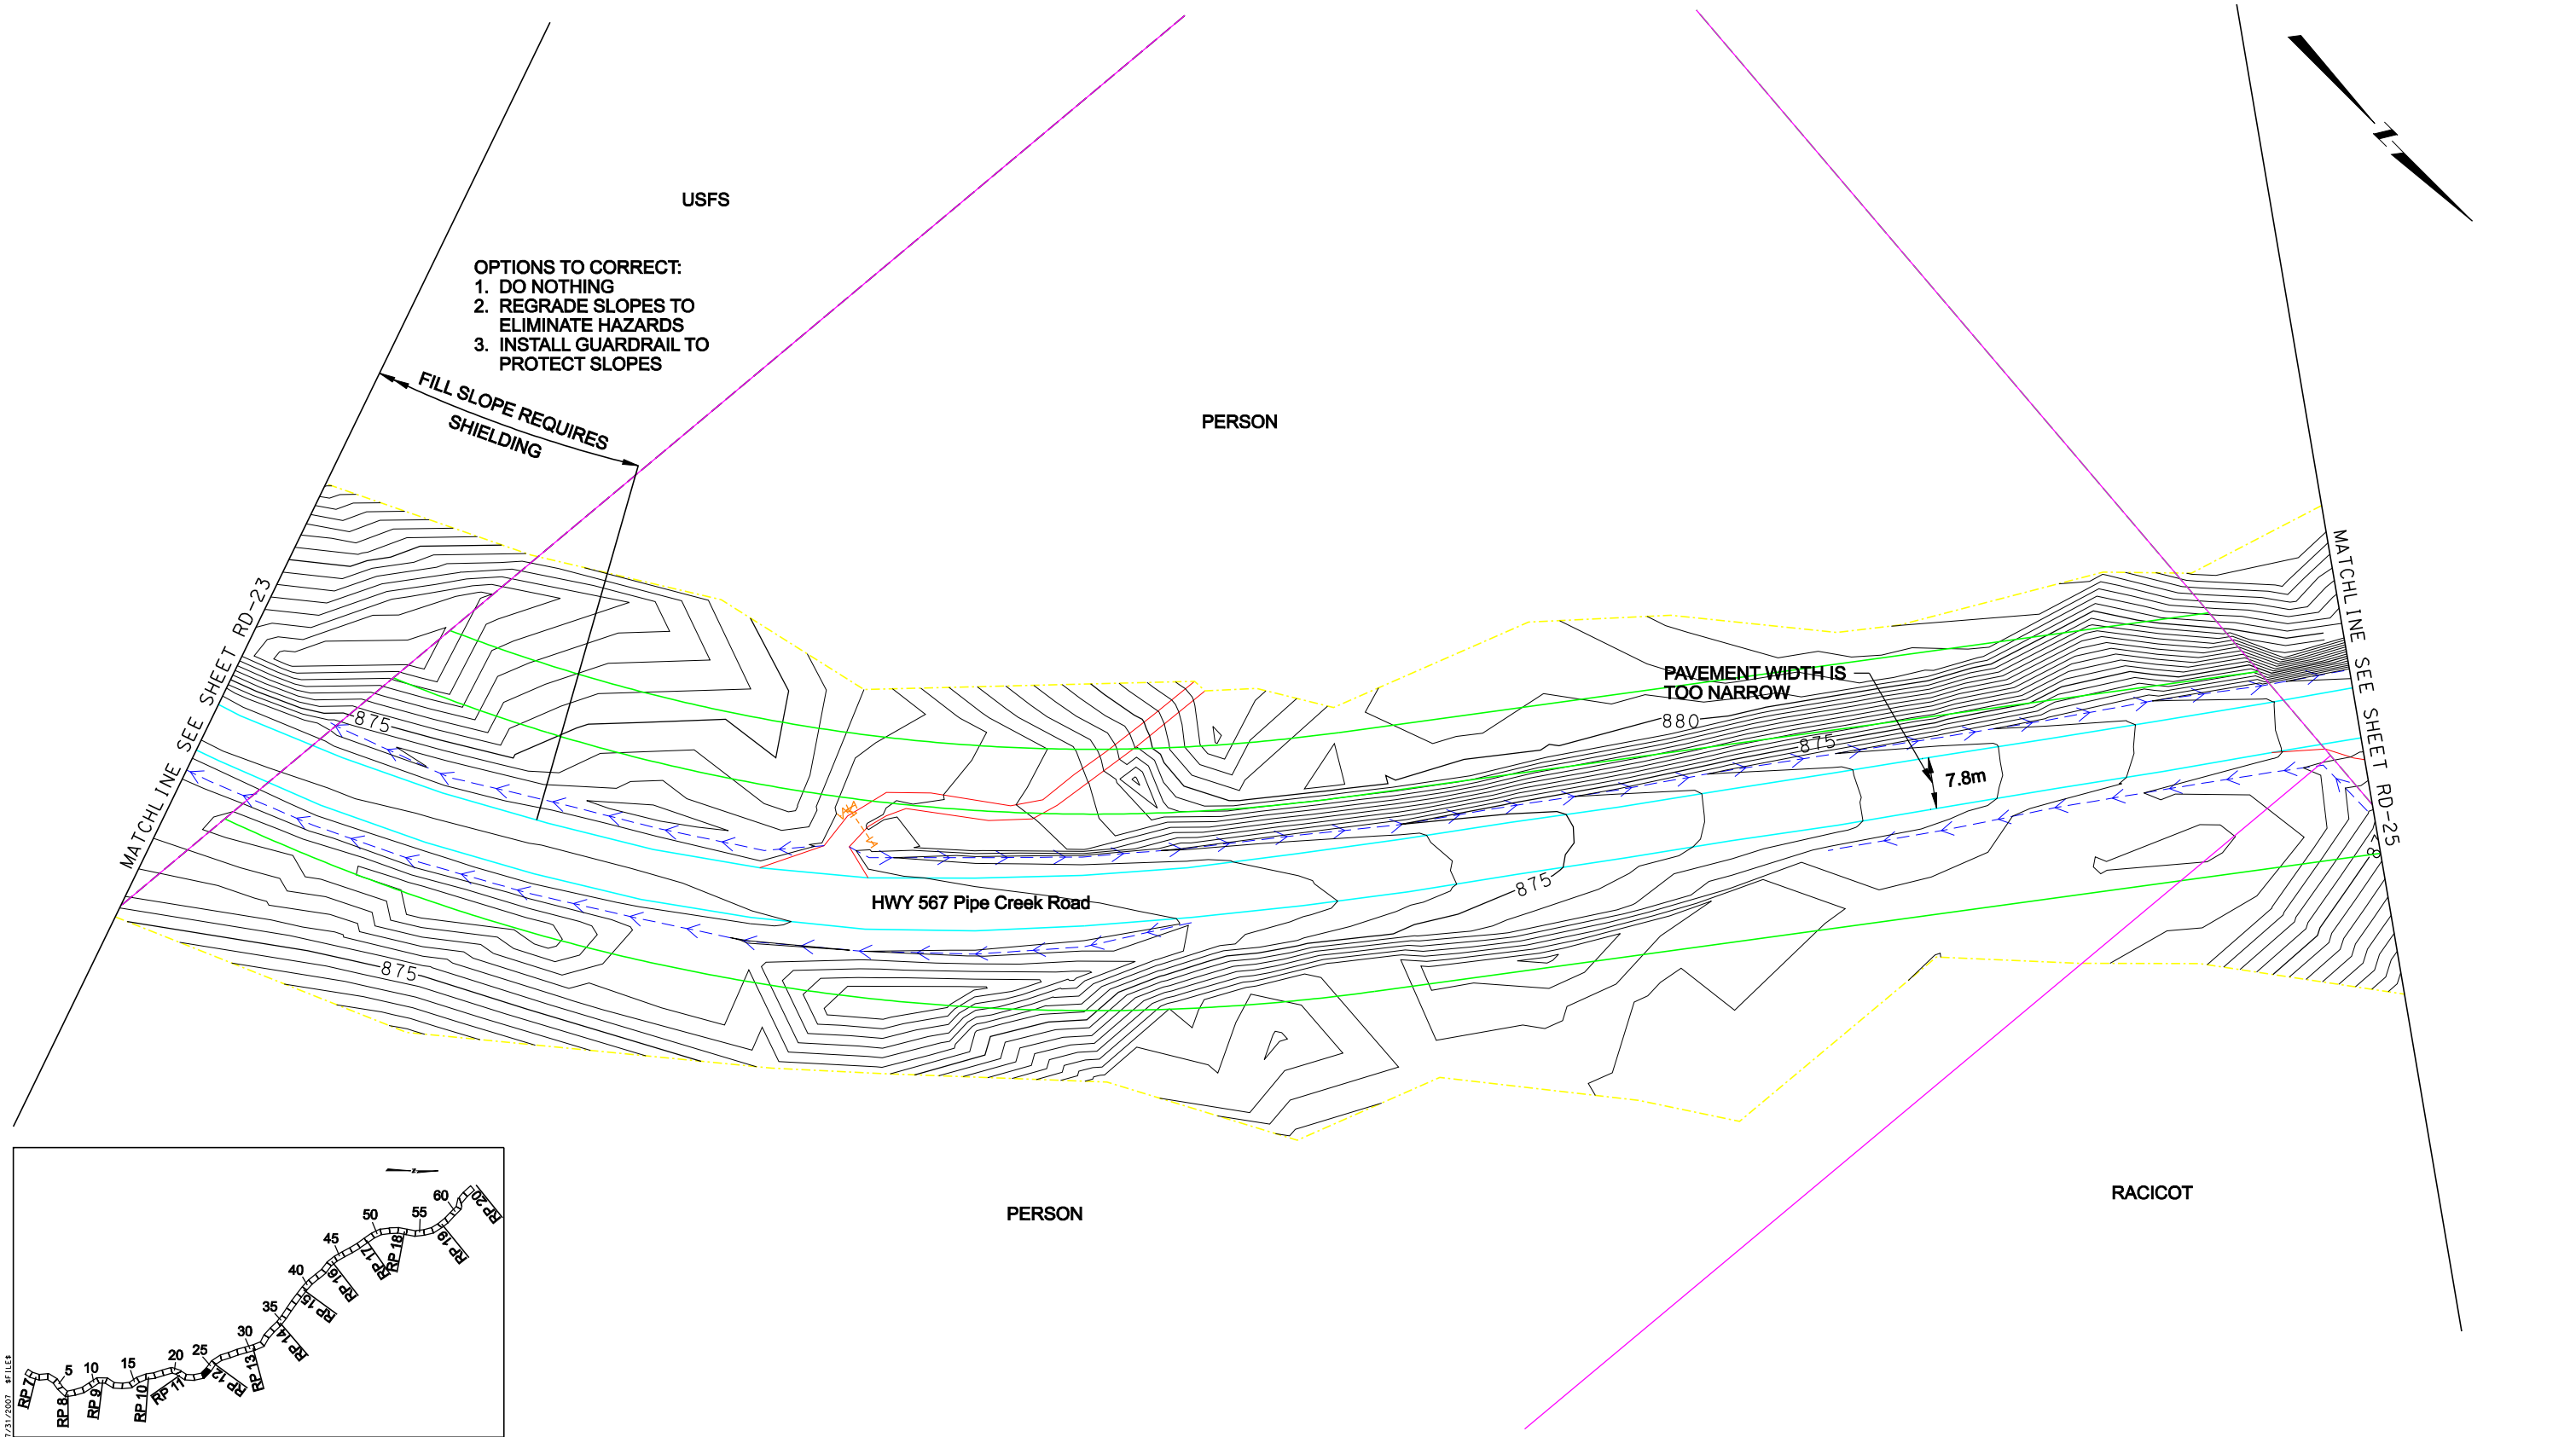 USFS
OPTIONS TO CORRECT:
1. DO NOTHING
2. REGRADE SLOPES TO
ELIMINATE HAZARDS
3. INSTALL GUARDRAIL TO
PROTECT SLOPES
FILL SLOPE REQUIRES
SHIELDING
PERSON
MATCHLINE SEE SHEET RD-23
MATCHLINE SEE SHEET RD-25
PAVEMENT WIDTH IS
TOO NARROW
7.8m
875
880
875
875
875
HWY 567 Pipe Creek Road
PERSON
RACICOT
Z
5
10
15
20
25
30
35
40
45
50
55
60
RP 7
RP 8
RP 9
RP 10
RP 11
RP 12
RP 13
RP 14
RP 15
RP 16
RP 17
RP 18
RP 19
RP 20
7/31/2007 $FILE$